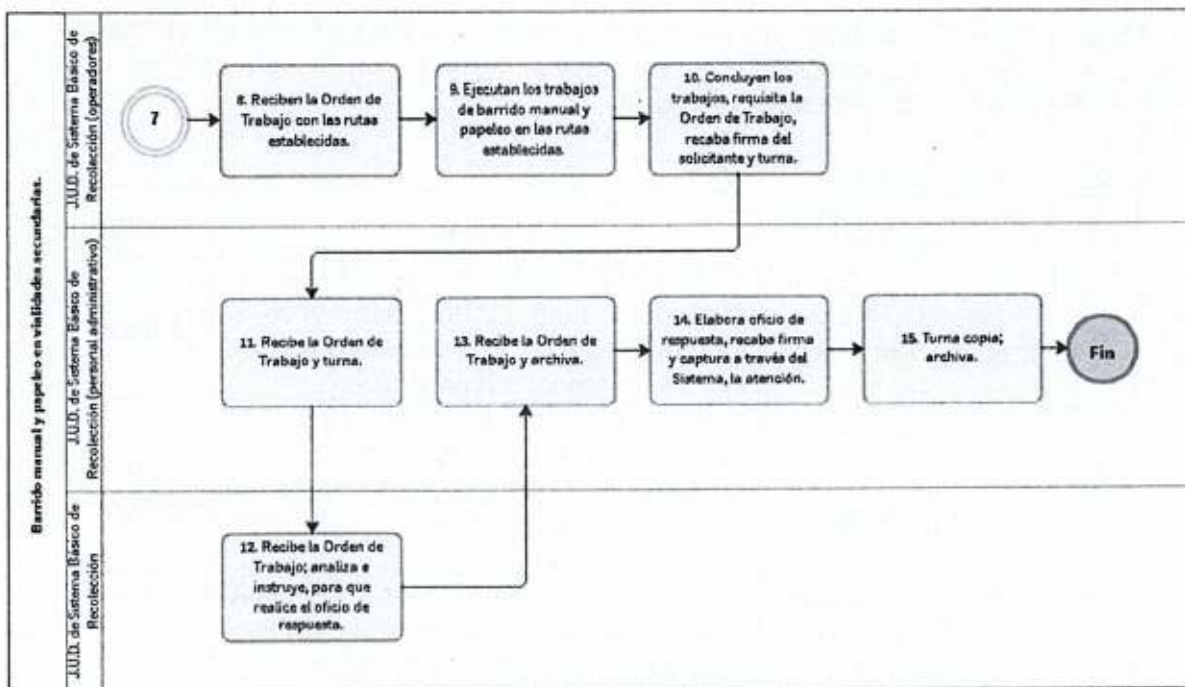 Barrido manual y papeleo en vialidades secundarias.
J.U.D. de Sistema Básico de
Recolección (operadores)
7
8. Reciben la Orden de
Trabajo con las rutas
establecidas.
9. Ejecutan los trabajos
de barrido manual y
papeleo en las rutas
establecidas.
10. Concluyen los
trabajos, requisita la
Orden de Trabajo,
recaba firma del
solicitante y turna.
J.U.D. de Sistema Básico de
Recolección (personal administrativo)
11. Recibe la Orden de
Trabajo y turna.
13. Recibe la Orden de
Trabajo y archiva.
14. Elabora oficio de
respuesta, recaba firma
y captura a través del
Sistema, la atención.
15. Turna copia;
archiva.
Fin
J.U.D. de Sistema Básico de
Recolección
12. Recibe la Orden de
Trabajo; analiza e
instruye, para que
realice el oficio de
respuesta.